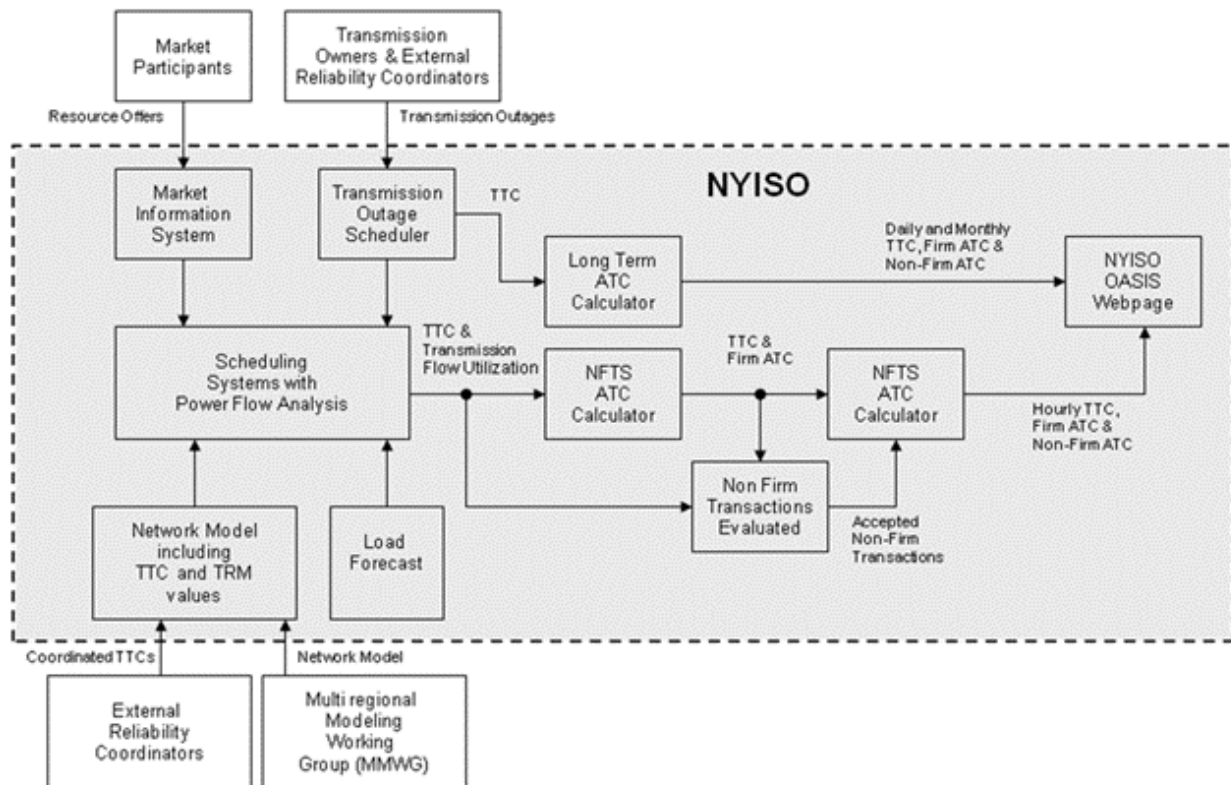 Market
Participants
Transmission
Owners & External
Reliability Coordinators
Resource Offers
Transmission Outages
NYISO
Market
Information
System
Transmission
Outage
Scheduler
TTC
Long Term
ATC
Calculator
Daily and Monthly
TTC, Firm ATC &
Non-Firm ATC
NYISO
OASIS
Webpage
Scheduling
Systems with
Power Flow Analysis
TTC &
Transmission
Flow Utilization
NFTS
ATC
Calculator
TTC &
Firm ATC
NFTS
ATC
Calculator
Hourly TTC,
Firm ATC &
Non-Firm ATC
Network Model
including
TTC and TRM
values
Load
Forecast
Non Firm
Transactions
Evaluated
Accepted
Non-Firm
Transactions
Coordinated TTCs
Network Model
External
Reliability
Coordinators
Multi regional
Modeling
Working
Group (MMWG)